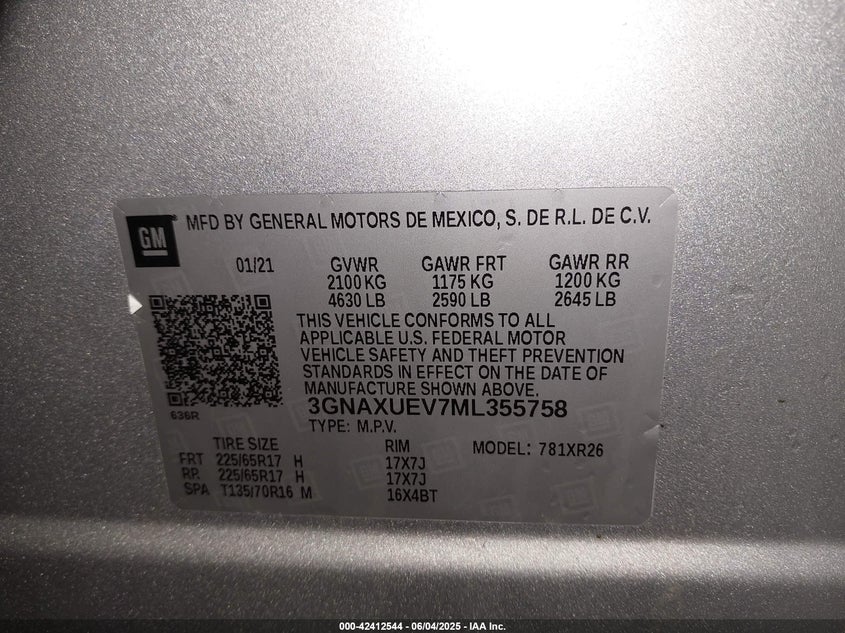 GM® MFD BY GENERAL MOTORS DE MEXICO, S. DE R.L. DE C.V.
01/21 GVWR GAWR FRT GAWR RR
2100 KG 1175 KG 1200 KG
4630 LB 2590 LB 2645 LB
THIS VEHICLE CONFORMS TO ALL
APPLICABLE U.S. FEDERAL MOTOR
VEHICLE SAFETY AND THEFT PREVENTION
STANDARDS IN EFFECT ON THE DATE OF
MANUFACTURE SHOWN ABOVE.
3GNAXUEV7ML355758
636R
TYPE: M.P.V.
TIRE SIZE RIM MODEL: 781XR26
FRT 225/65R17 H 17X7J
RR 225/65R17 H 17X7J
SPA T135/70R16 M 16X4BT
000-42412544 - 06/04/2025 - IAA Inc.